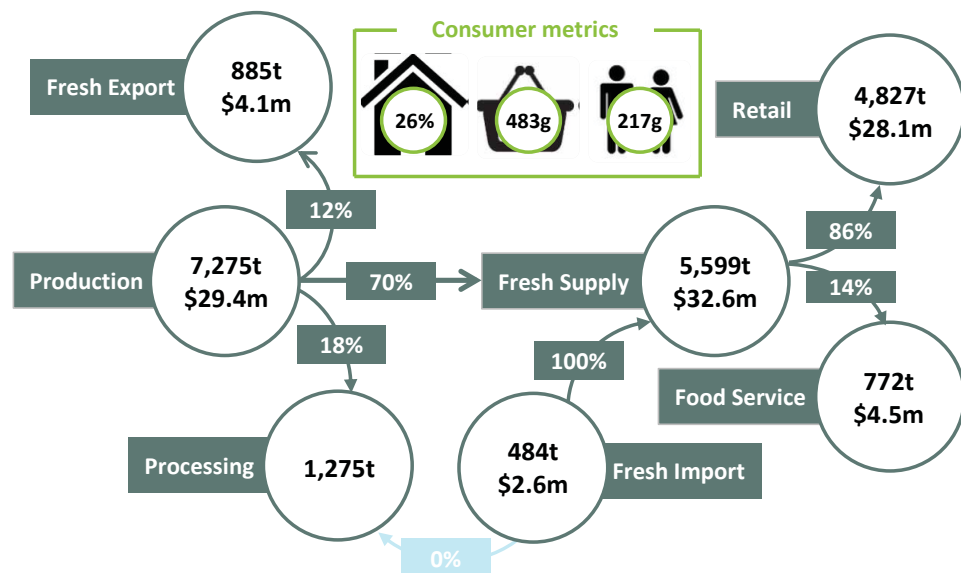 Consumer metrics
26%
483g
217g
Fresh Export
885t
$4.1m
Retail
4,827t
$28.1m
12%
86%
Production
7,275t
$29.4m
70%
Fresh Supply
5,599t
$32.6m
14%
18%
100%
Food Service
772t
$4.5m
Processing
1,275t
484t
$2.6m
Fresh Import
0%